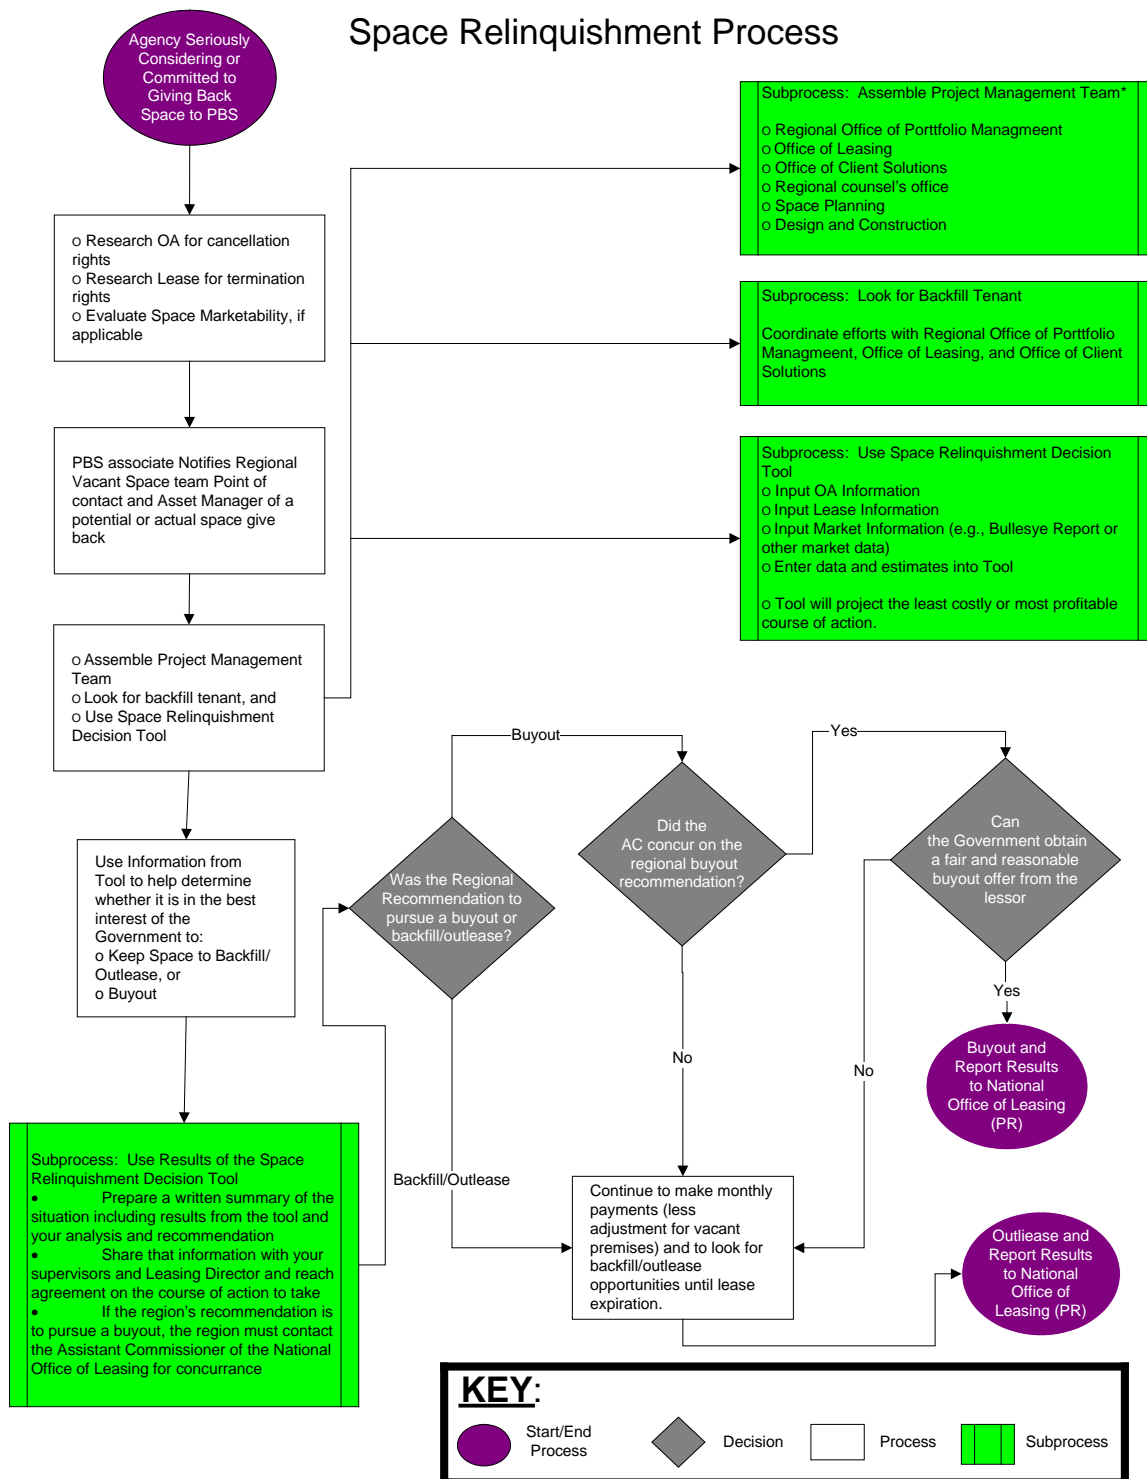 Space Relinquishment Process
Agency Seriously
Considering or
Committed to
Giving Back
Space to PBS
o Research OA for cancellation
rights
o Research Lease for termination
rights
o Evaluate Space Marketability, if
applicable
PBS associate Notifies Regional
Vacant Space team Point of
contact and Asset Manager of a
potential or actual space give
back
o Assemble Project Management
Team
o Look for backfill tenant, and
o Use Space Relinquishment
Decision Tool
Subprocess:  Assemble Project Management Team*
o Regional Office of Porttfolio Managmeent
o Office of Leasing
o Office of Client Solutions
o Regional counsel's office
o Space Planning
o Design and Construction
Subprocess:  Look for Backfill Tenant
Coordinate efforts with Regional Office of Porttfolio
Managmeent, Office of Leasing, and Office of Client
Solutions
Subprocess:  Use Space Relinquishment Decision
Tool
o Input OA Information
o Input Lease Information
o Input Market Information (e.g., Bullesye Report or
other market data)
o Enter data and estimates into Tool
o Tool will project the least costly or most profitable
course of action.
Use Information from
Tool to help determine
whether it is in the best
interest of the
Government to:
o Keep Space to Backfill/
Outlease, or
o Buyout
Subprocess:  Use Results of the Space
Relinquishment Decision Tool
• Prepare a written summary of the
situation including results from the tool and
your analysis and recommendation
• Share that information with your
supervisors and Leasing Director and reach
agreement on the course of action to take
• If the region's recommendation is
to pursue a buyout, the region must contact
the Assistant Commissioner of the National
Office of Leasing for concurrance
Was the Regional
Recommendation to
pursue a buyout or
backfill/outlease?
Buyout
Backfill/Outlease
Did the
AC concur on the
regional buyout
recommendation?
Yes
No
Can
the Government obtain
a fair and reasonable
buyout offer from the
lessor
Yes
No
Buyout and
Report Results
to National
Office of Leasing
(PR)
Continue to make monthly
payments (less
adjustment for vacant
premises) and to look for
backfill/outlease
opportunities until lease
expiration.
Outliease and
Report Results
to National
Office of
Leasing (PR)
KEY:
Start/End
Process
Decision
Process
Subprocess